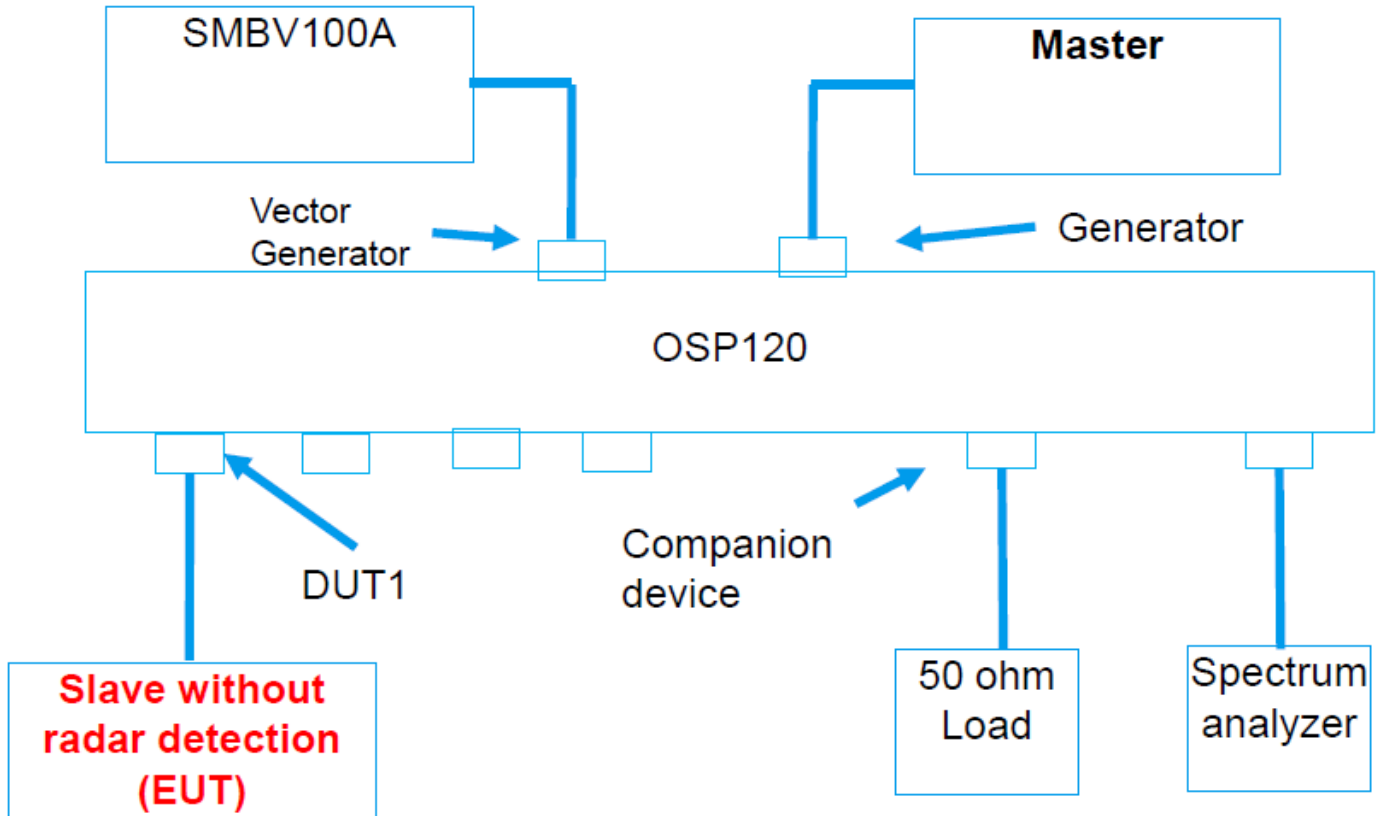 SMBV100A
Master
Vector
Generator
Generator
OSP120
DUT1
Companion
device
Slave without
radar detection
(EUT)
50 ohm
Load
Spectrum
analyzer